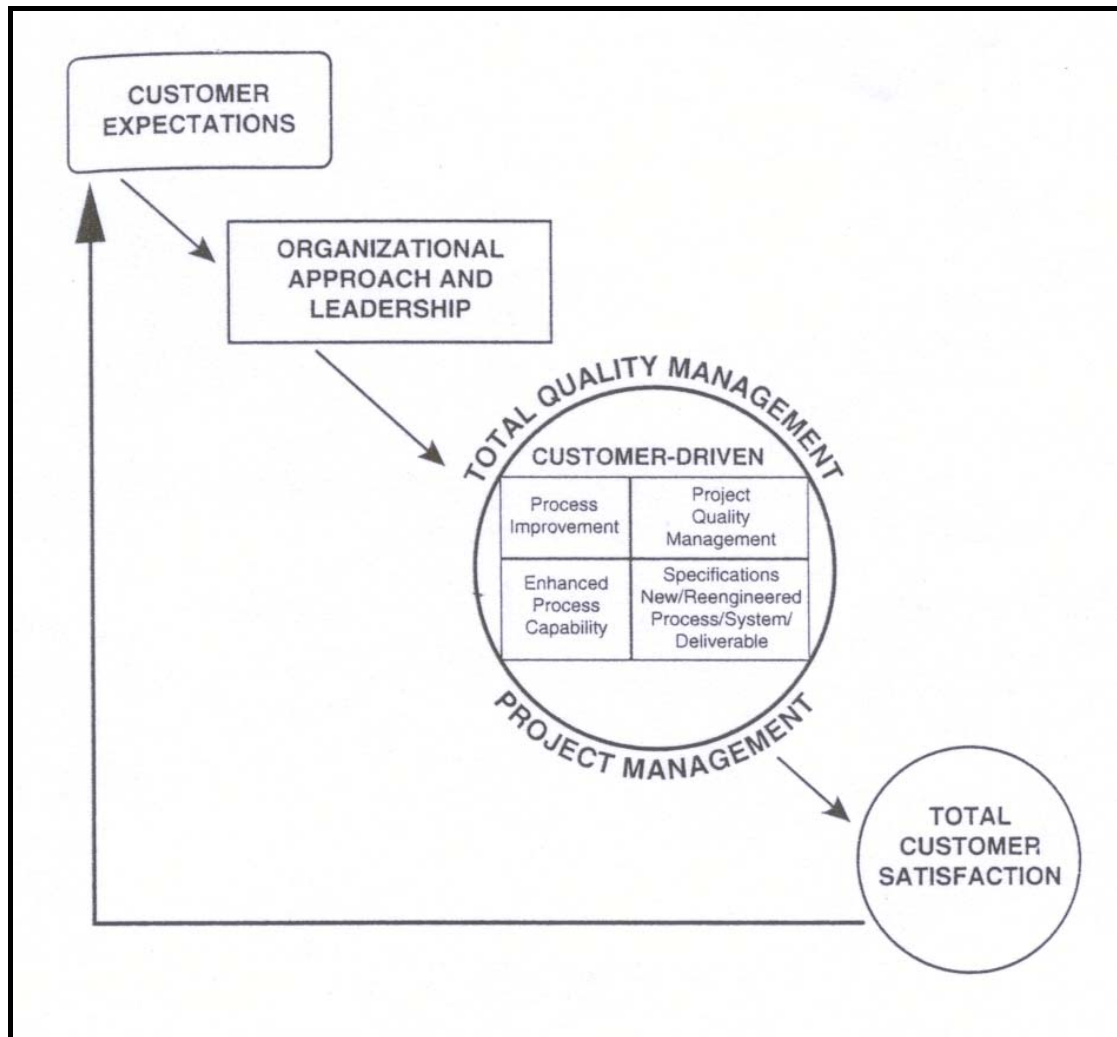 CUSTOMER
EXPECTATIONS
ORGANIZATIONAL
APPROACH AND
LEADERSHIP
TOTAL QUALITY MANAGEMENT
CUSTOMER-DRIVEN
Process
Improvement
Project
Quality
Management
Enhanced
Process
Capability
Specifications
New/Reengineered
Process/System/
Deliverable
PROJECT MANAGEMENT
TOTAL
CUSTOMER
SATISFACTION